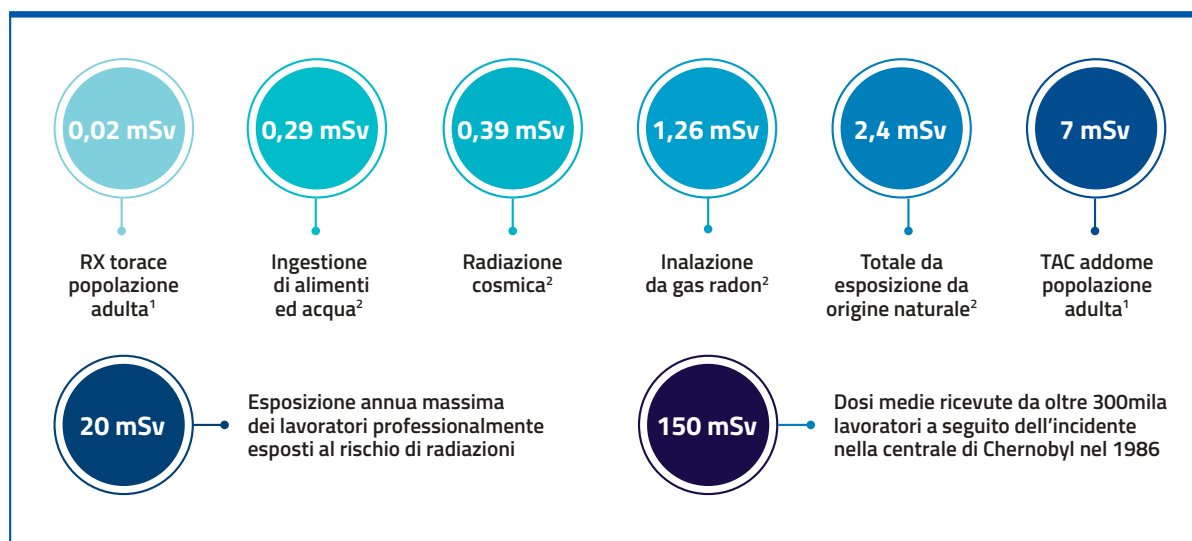 0,02 mSv
RX torace
popolazione
adulta¹
0,29 mSv
Ingestione
di alimenti
ed acqua²
0,39 mSv
Radiazione
cosmica²
1,26 mSv
Inalazione
da gas radon²
2,4 mSv
Totale da
esposizione da
origine naturale²
7 mSv
TAC addome
popolazione
adulta¹
20 mSv
Esposizione annua massima
dei lavoratori professionalmente
esposti al rischio di radiazioni
150 mSv
Dosi medie ricevute da oltre 300mila
lavoratori a seguito dell’incidente
nella centrale di Chernobyl nel 1986